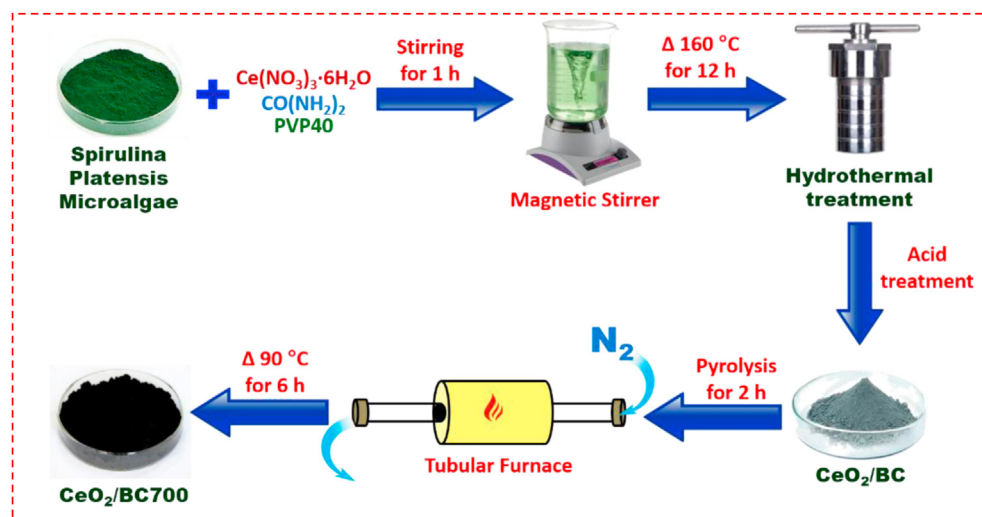 Spirulina
Platensis
Microalgae
+
Ce(NO₃)₃·6H₂O
CO(NH₂)₂
PVP40
Stirring
for 1 h
Magnetic Stirrer
Δ 160 °C
for 12 h
Hydrothermal
treatment
Acid
treatment
CeO₂/BC
Pyrolysis
for 2 h
N₂
Tubular Furnace
Δ 90 °C
for 6 h
CeO₂/BC700